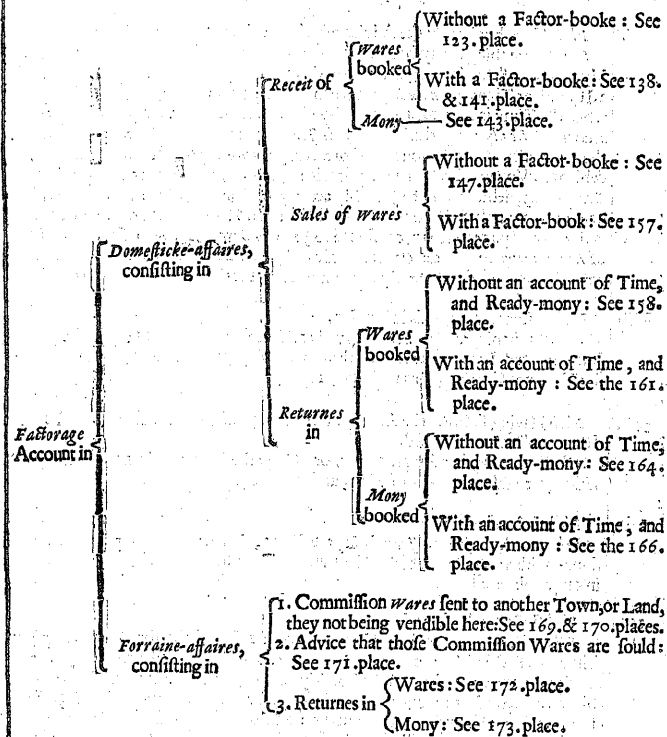 Factorage
Account in
Domeſticke-affaires,
conſiſting in
Receit of
Wares
booked
Without a Factor-booke : See
123.place.
With a Factor-booke: See 138.
& 141.place.
Mony
See 143.place.
Sales of Wares
Without a Factor-booke : See
147.place.
With a Factor-book: See 157.
place.
Returnes
in
Wares
booked
Without an account of Time,
and Ready-mony: See 158.
place.
With an account of Time, and
Ready-mony : See the 161.
place.
Mony
booked
Without an account of Time,
and Ready-mony: See 164.
place.
With an account of Time, and
Ready-mony : See the 166.
place.
Forraine-affaires,
conſiſting in
1. Commiſſion wares ſent to another Town,or Land,
they not being vendible here:See 169.& 170.places.
2. Advice that thoſe Commiſſion Wares are ſould:
See 171.place.
3. Returnes in
Wares: See 172.place.
Mony: See 173.place.